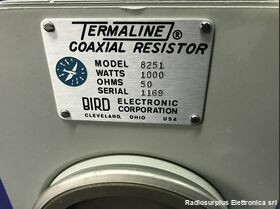 TERMALINE®
COAXIAL RESISTOR
MODEL 8251
WATTS 1000
OHMS 50
SERIAL 1169
BIRD ELECTRONIC
CORPORATION
CLEVELAND, OHIO USA
Radiosurplus Elettronica srl